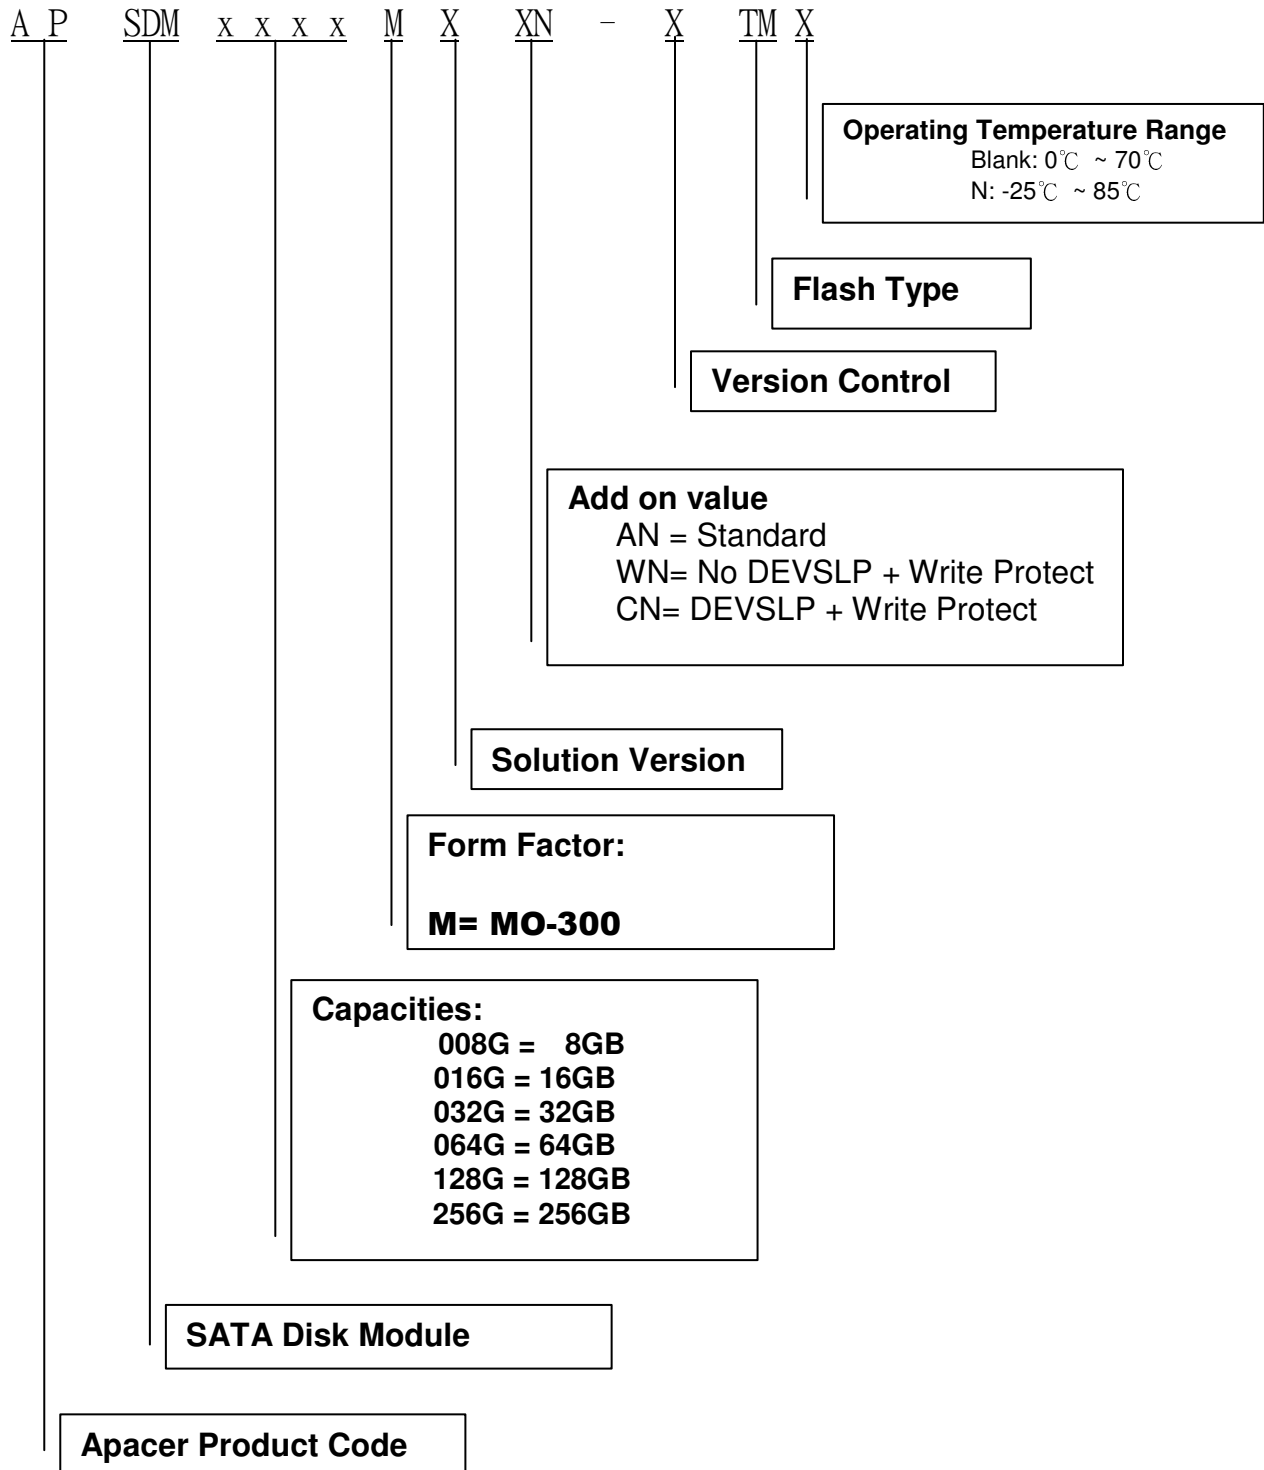 A P SDM x x x x M X XN - X TM X
Operating Temperature Range
Blank: 0℃ ~ 70℃
N: -25℃ ~ 85℃
Flash Type
Version Control
Add on value
AN = Standard
WN= No DEVSLP + Write Protect
CN= DEVSLP + Write Protect
Solution Version
Form Factor:
M= MO-300
Capacities:
008G = 8GB
016G = 16GB
032G = 32GB
064G = 64GB
128G = 128GB
256G = 256GB
SATA Disk Module
Apacer Product Code